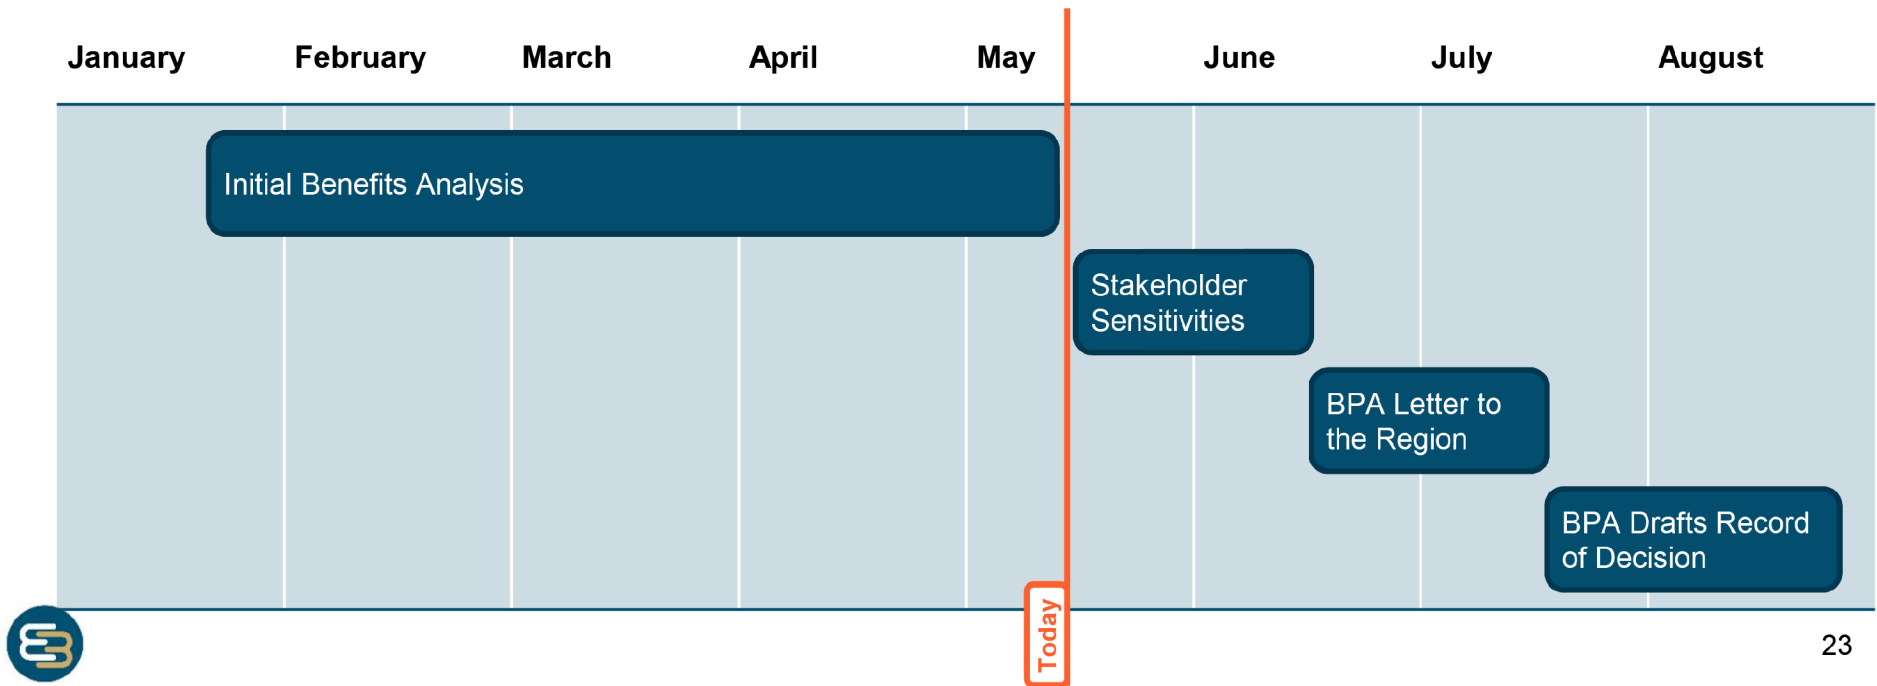 January February March April May June July August
Initial Benefits Analysis
Stakeholder
Sensitivities
BPA Letter to
the Region
BPA Drafts Record
of Decision
Today
23